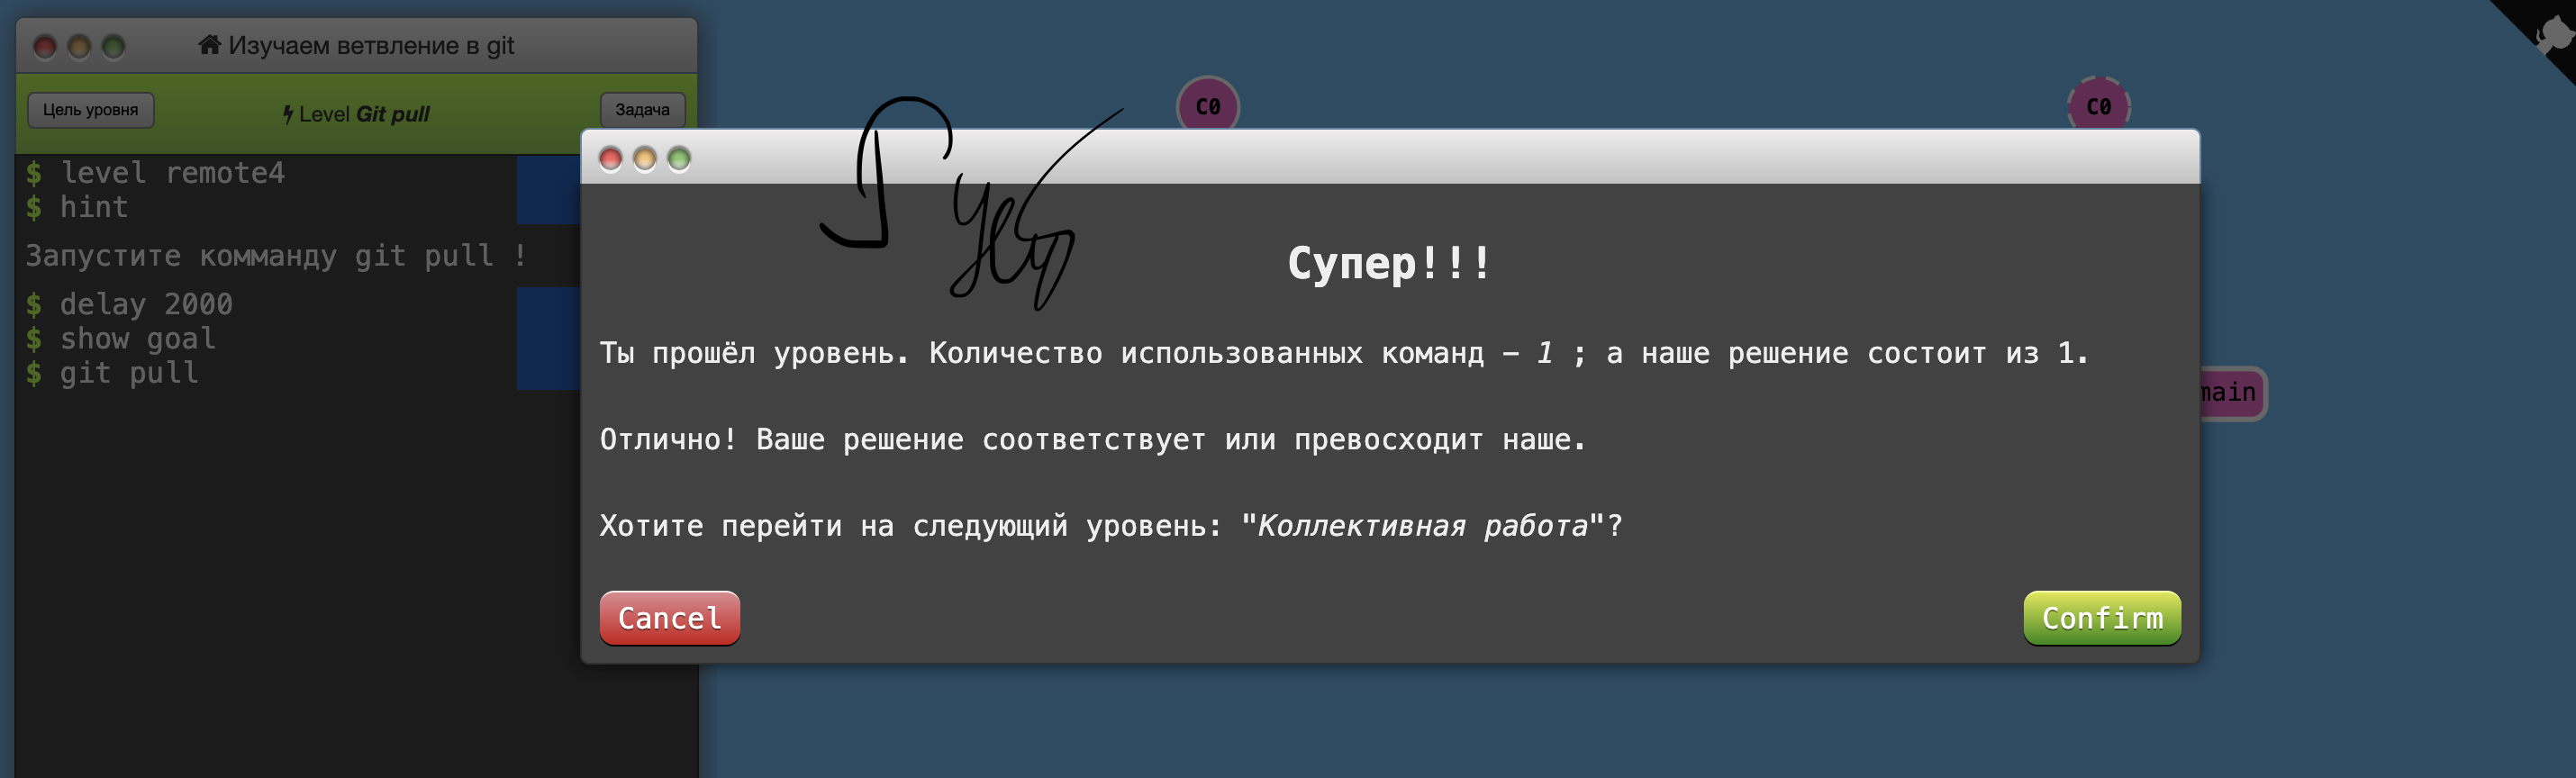 Изучаем ветвление в git
Цель уровня
Level Git pull
Задача
$ level remote4
$ hint
Запустите комманду git pull !
$ delay 2000
$ show goal
$ git pull
C0
C0
Супер!!!
Ты прошёл уровень. Количество использованных команд – 1 ; а наше решение состоит из 1.
Отлично! Ваше решение соответствует или превосходит наше.
Хотите перейти на следующий уровень: "Коллективная работа"?
Cancel
Confirm
main